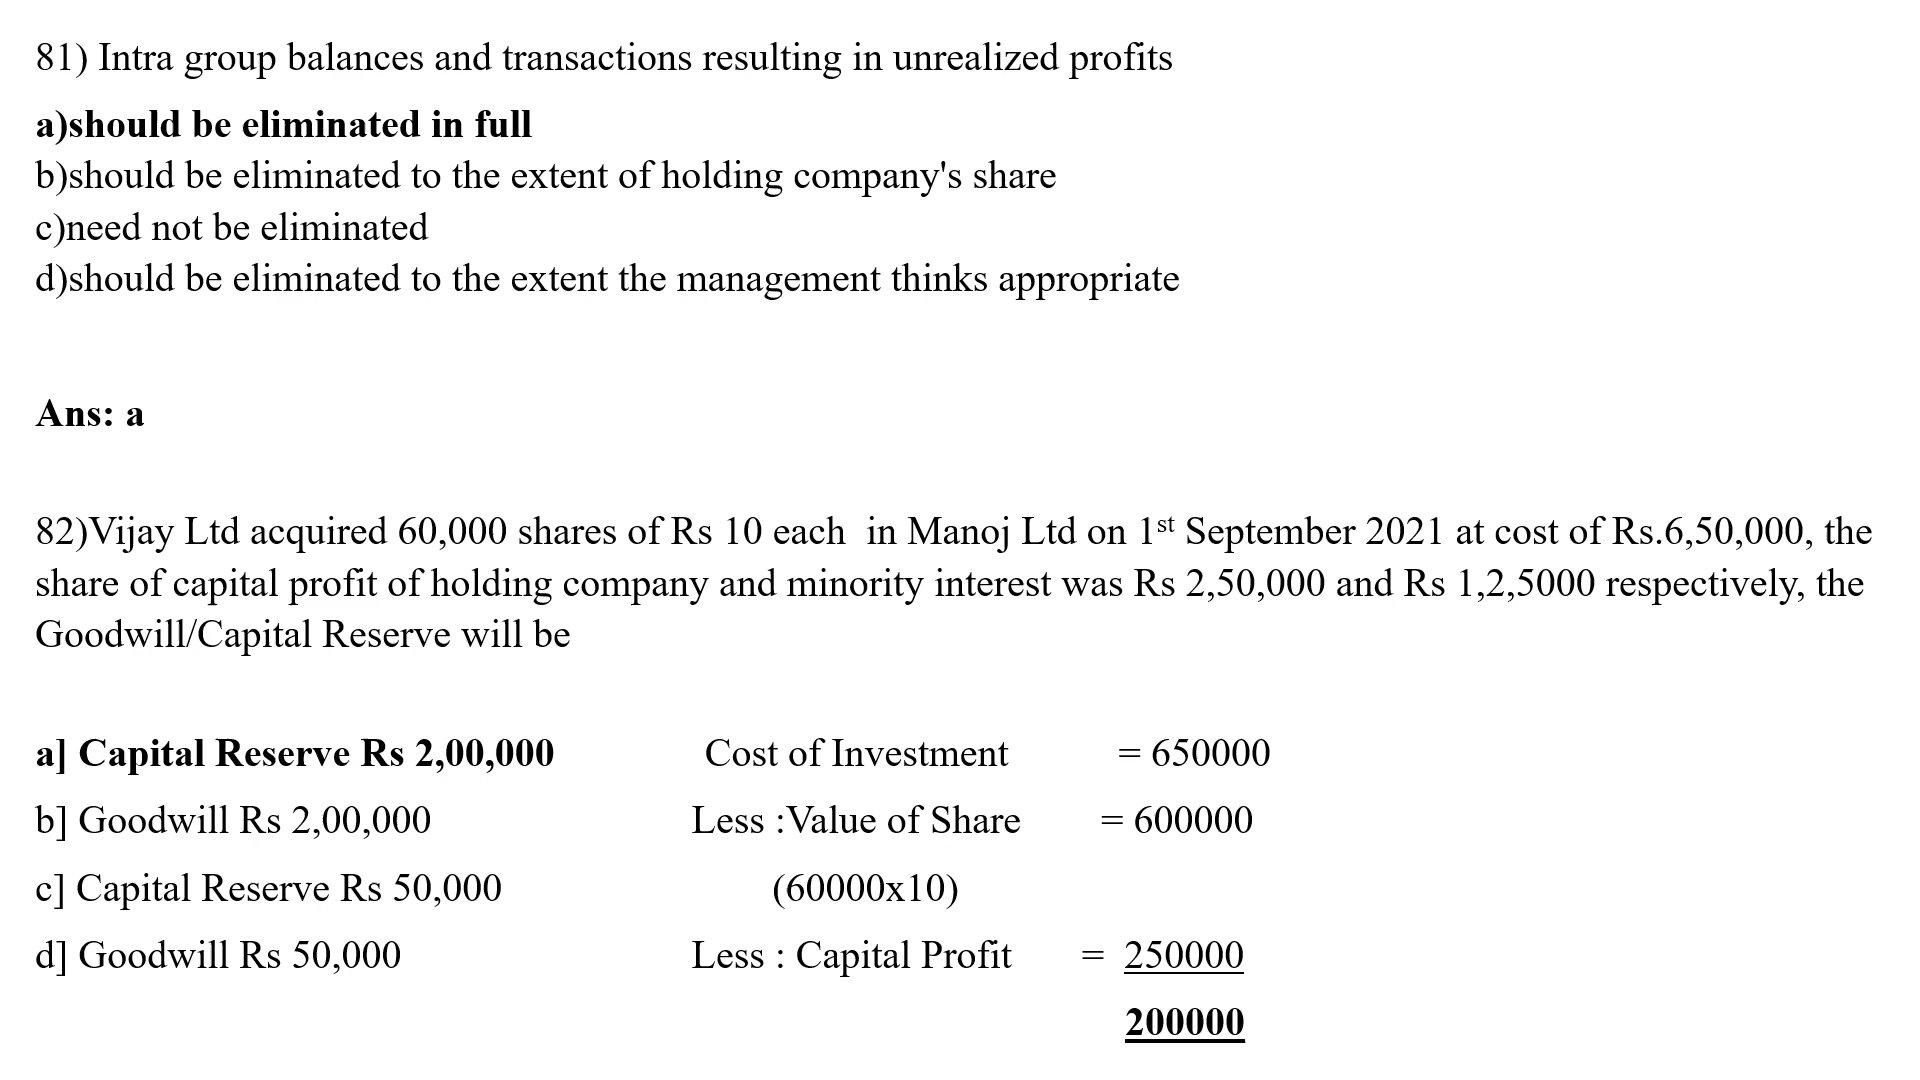 81) Intra group balances and transactions resulting in unrealized profits
a)should be eliminated in full
b)should be eliminated to the extent of holding company's share
c)need not be eliminated
d)should be eliminated to the extent the management thinks appropriate
Ans: a
82)Vijay Ltd acquired 60,000 shares of Rs 10 each  in Manoj Ltd on 1st September 2021 at cost of Rs.6,50,000, the
share of capital profit of holding company and minority interest was Rs 2,50,000 and Rs 1,2,5000 respectively, the
Goodwill/Capital Reserve will be
a] Capital Reserve Rs 2,00,000 Cost of Investment = 650000
b] Goodwill Rs 2,00,000 Less :Value of Share = 600000
c] Capital Reserve Rs 50,000 (60000x10)
d] Goodwill Rs 50,000 Less : Capital Profit = 250000
200000